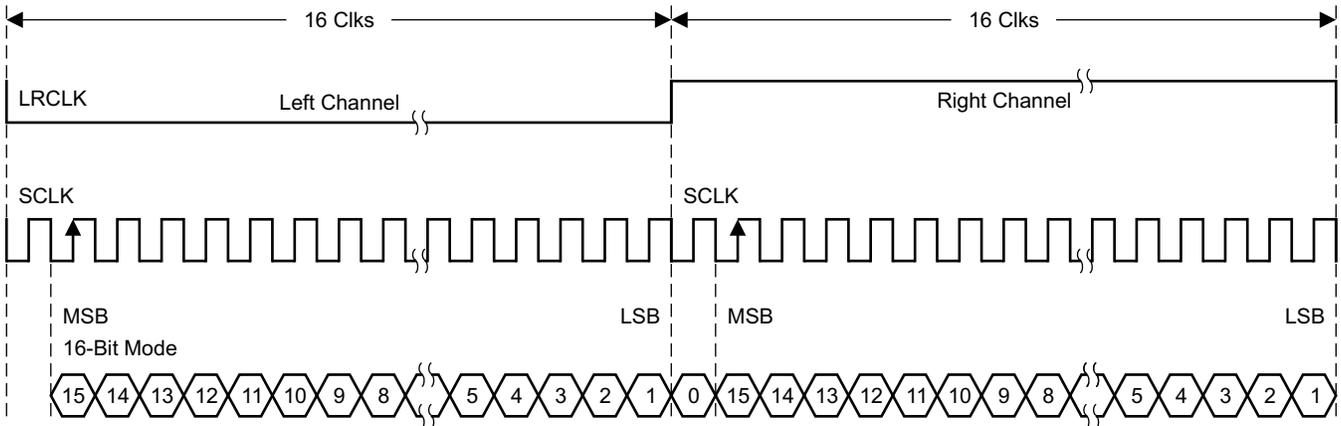 16 Clks 16 Clks
LRCLK Left Channel Right Channel
SCLK SCLK
MSB LSB MSB LSB
16-Bit Mode
15 14 13 12 11 10 9 8 5 4 3 2 1 0 15 14 13 12 11 10 9 8 5 4 3 2 1